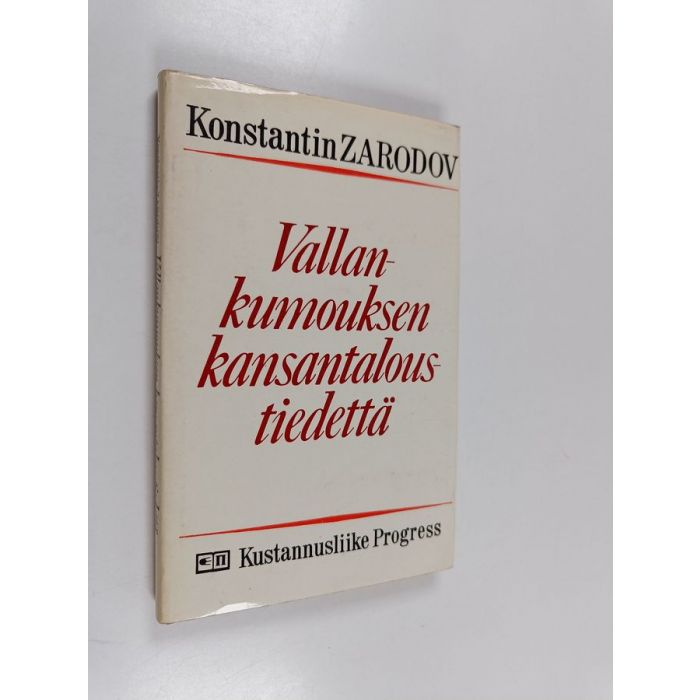 Konstantin ZARODOV
Vallan-
kumouksen
kansantalous-
tiedettä
Kustannusliike Progress